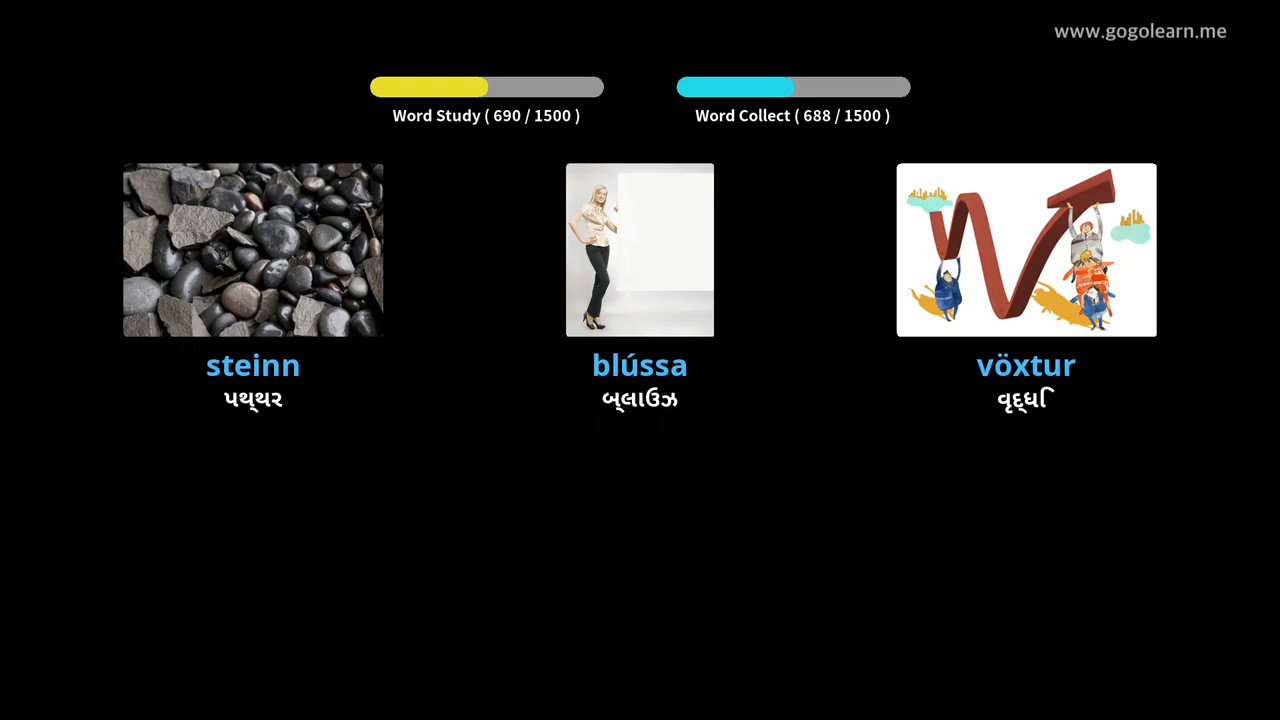 www.gogolearn.me
Word Study ( 690 / 1500 )
Word Collect ( 688 / 1500 )
steinn
blússa
vöxtur
પથ્થર
બ્લાઉઝ
વૃદ્ધિ